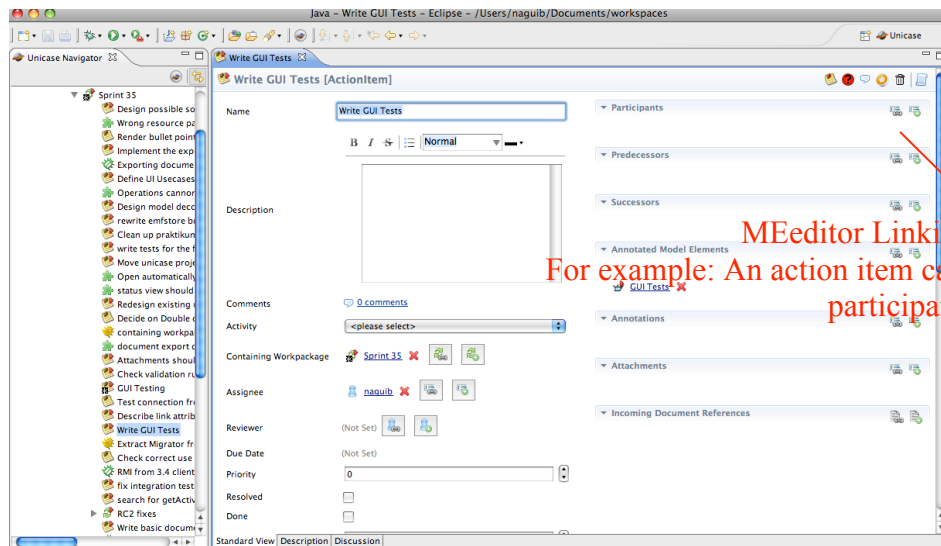 Java – Write GUI Tests – Eclipse – /Users/naguib/Documents/workspaces
Unicase
Unicase Navigator
Write GUI Tests
Sprint 35
Design possible so
Wrong resource pa
Render bullet point
Implement the exp
Exporting docume
Define UI Usecases
Operations cannor
Design model decc
rewrite emfstore b
Clean up praktikun
write tests for the f
Move unicase proje
Open automatically
status view should
Redesign existing
Decide on Double
containing workpa
document export c
Attachments shoul
Check validation ru
GUI Testing
Test connection fr
Describe link attrib
Write GUI Tests
Extract Migrator fr
Check correct use
RMI from 3.4 client
fix integration test
search for getActiv
RC2 fixes
Write basic docum
Write GUI Tests [ActionItem]
Name
Write GUI Tests
B I S Normal
Description
Comments
0 comments
Activity
<please select>
Containing Workpackage
Sprint 35
Assignee
naguib
Reviewer
(Not Set)
Due Date
(Not Set)
Priority
0
Resolved
Done
Participants
Predecessors
Successors
MEeditor Linki
Annotated Model Elements
For example: An action item ca
GUI Tests
participa
Annotations
Attachments
Incoming Document References
Standard View Description Discussion